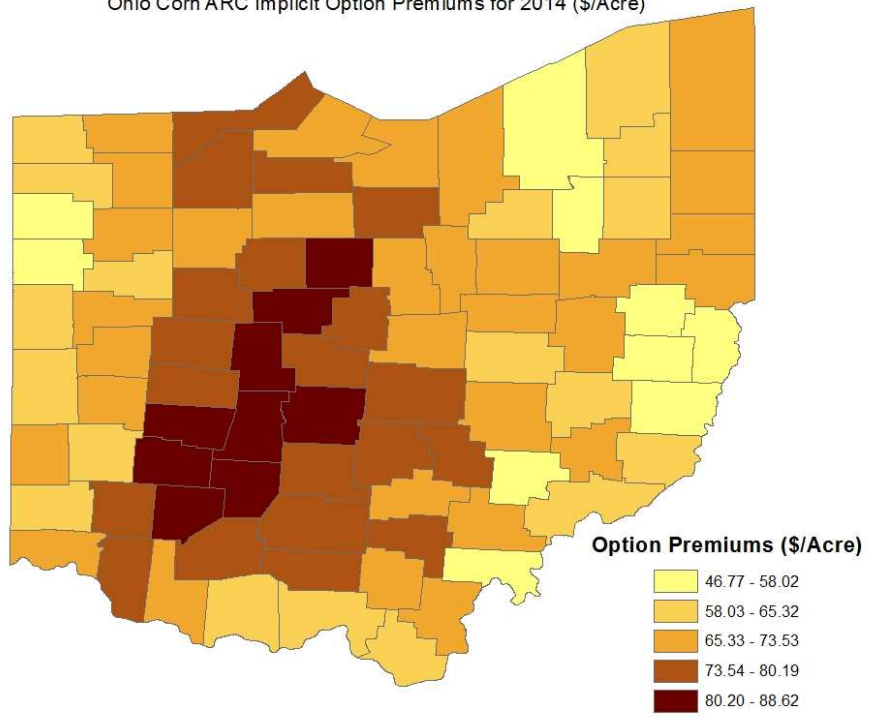 Ohio Corn ARC Implicit Option Premiums for 2014 ($/Acre)
Option Premiums ($/Acre)
46.77 - 58.02
58.03 - 65.32
65.33 - 73.53
73.54 - 80.19
80.20 - 88.62